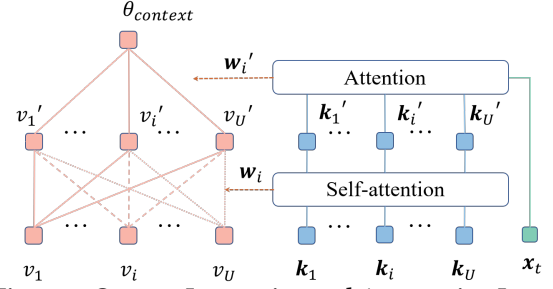 θ_context
w_i′
Attention
v_1′ ... v_i′ ... v_U′
k_1′ ... k_i′ ... k_U′
w_i
Self-attention
... ...
... ...
v_1 v_i v_U
k_1 k_i k_U x_t